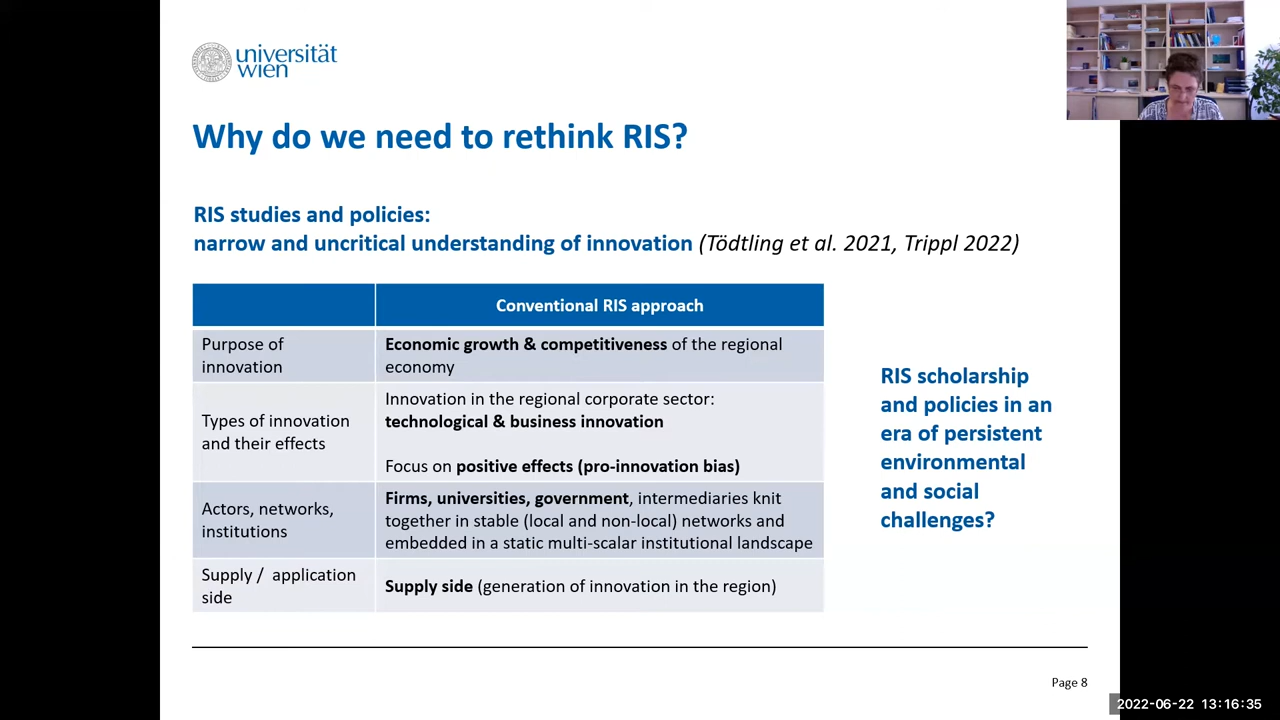 universität
wien
Why do we need to rethink RIS?
RIS studies and policies:
narrow and uncritical understanding of innovation (Tödtling et al. 2021, Trippl 2022)
Conventional RIS approach
Purpose of
innovation
Economic growth & competitiveness of the regional
economy
Types of innovation
and their effects
Innovation in the regional corporate sector:
technological & business innovation
Focus on positive effects (pro-innovation bias)
Actors, networks,
institutions
Firms, universities, government, intermediaries knit
together in stable (local and non-local) networks and
embedded in a static multi-scalar institutional landscape
Supply / application
side
Supply side (generation of innovation in the region)
RIS scholarship
and policies in an
era of persistent
environmental
and social
challenges?
Page 8
2022-06-22 13:16:35